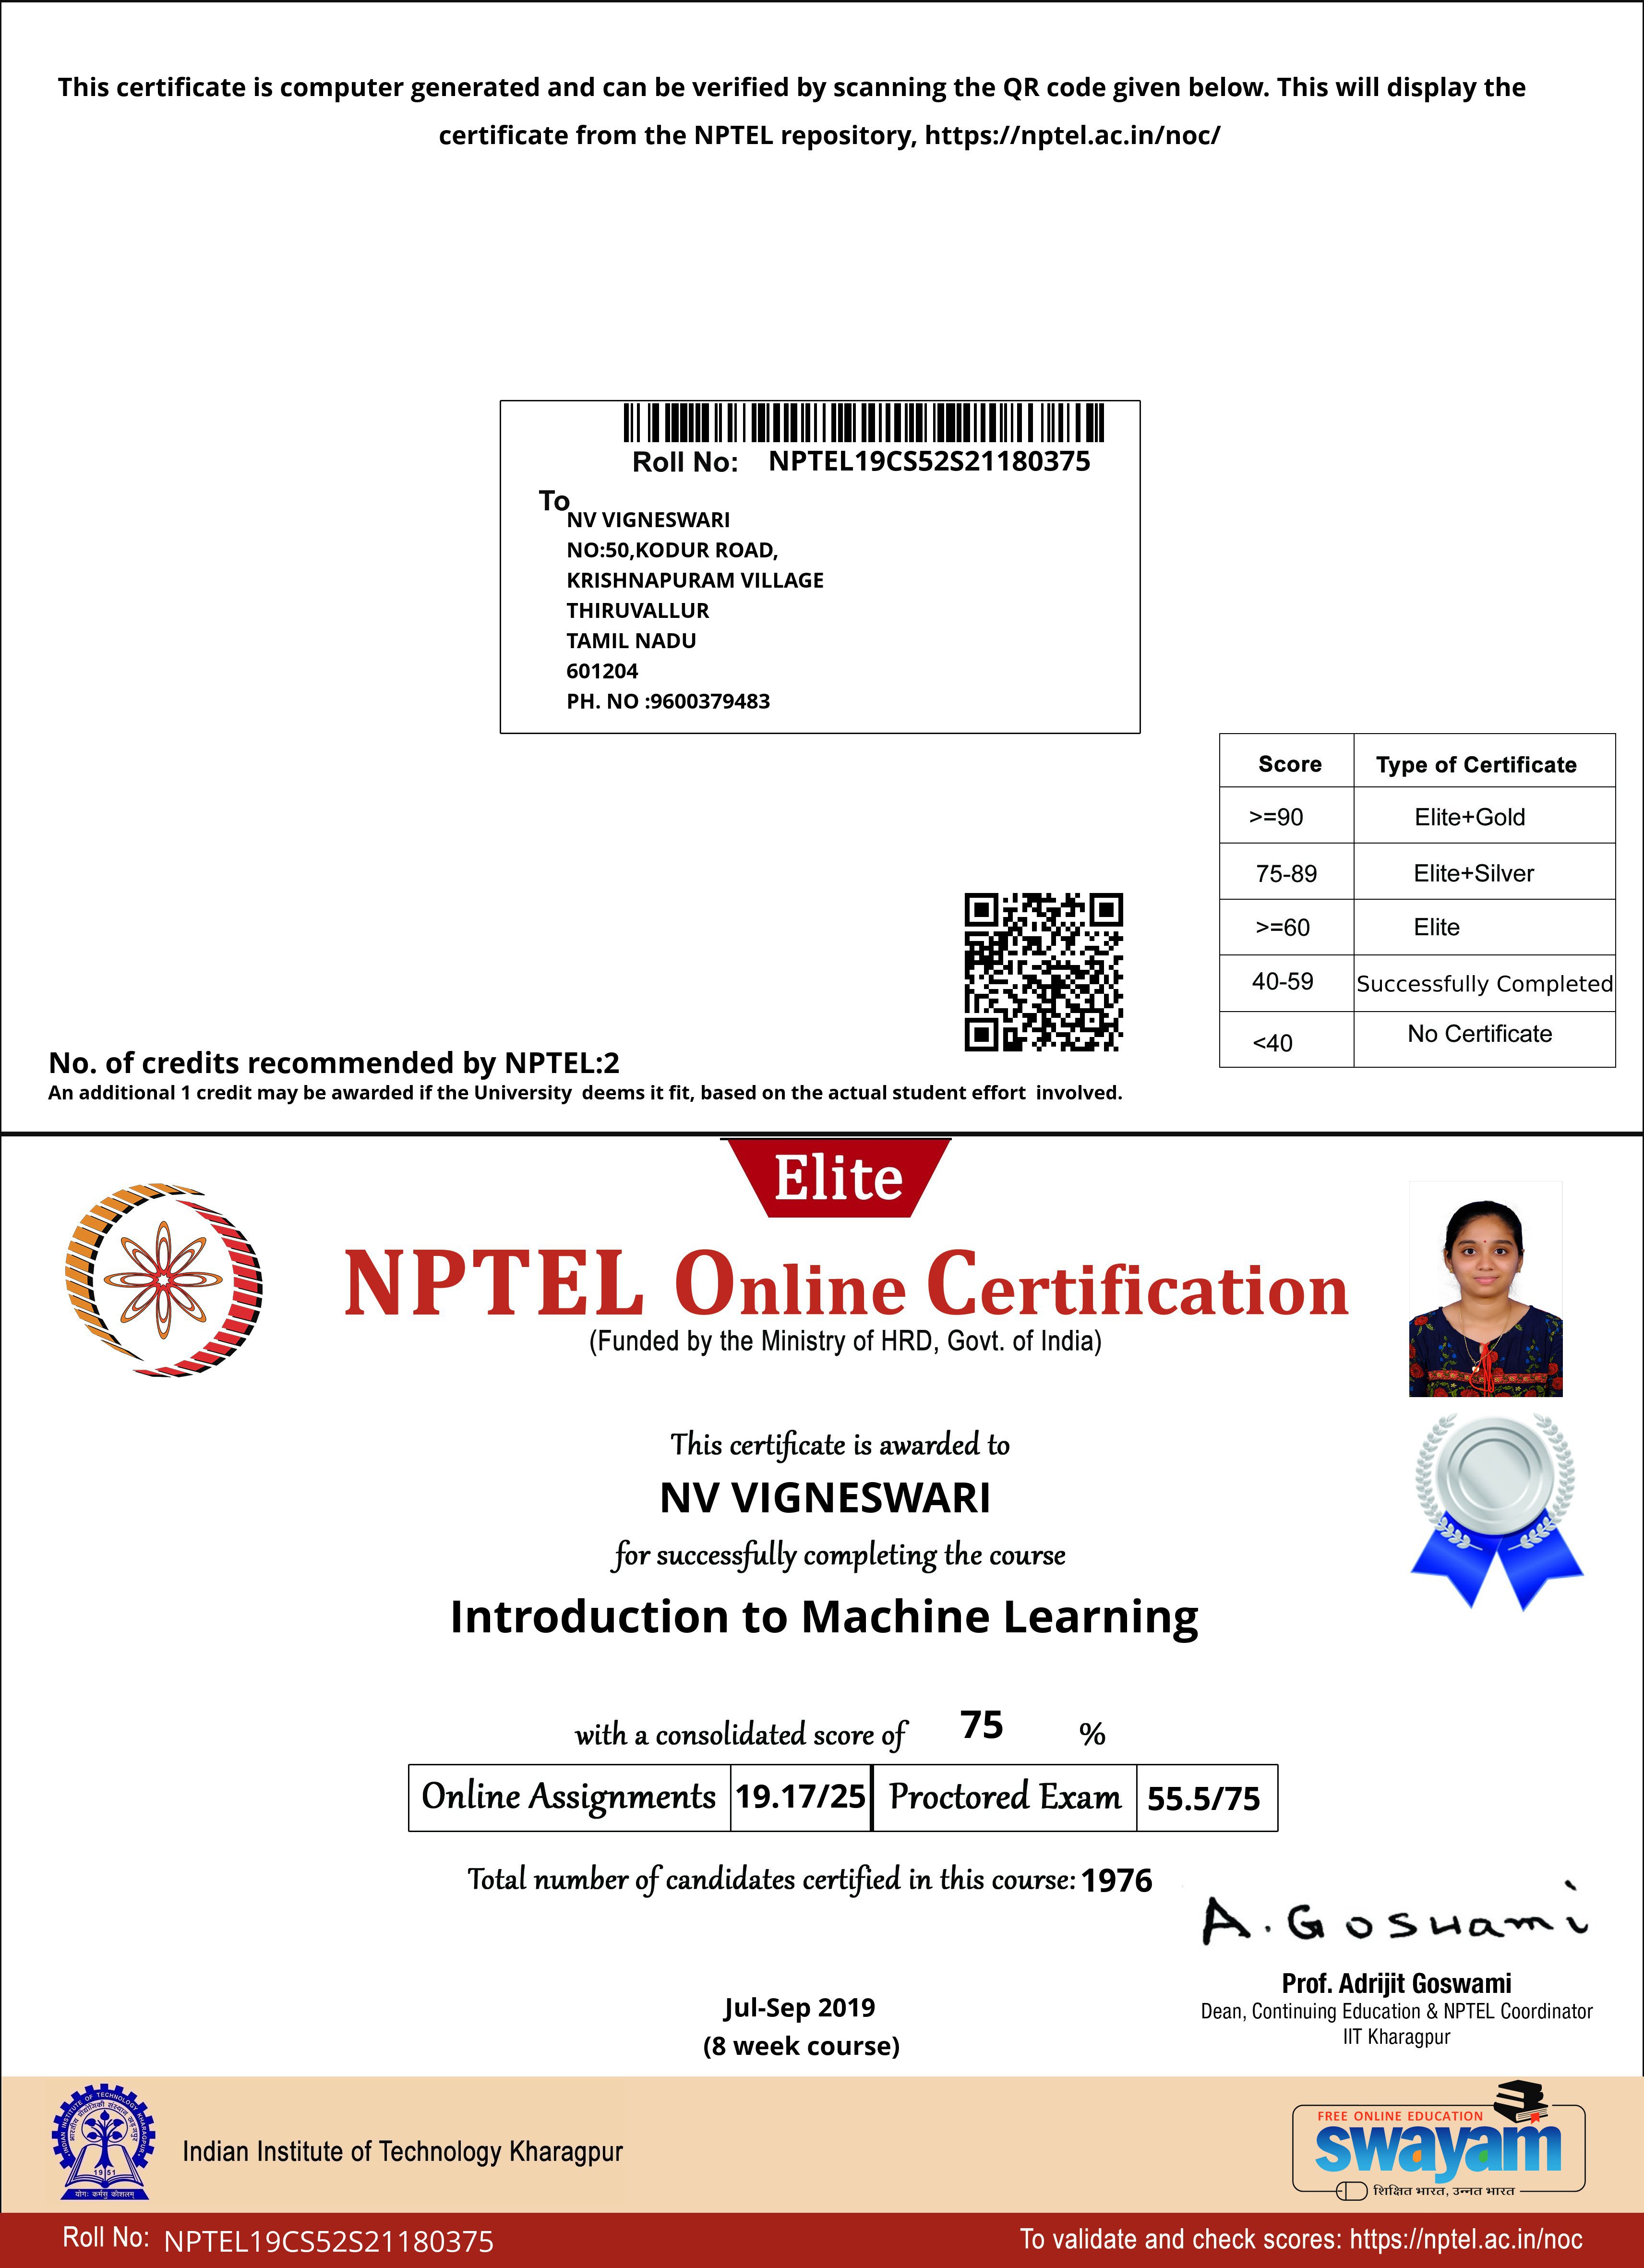 This certificate is computer generated and can be verified by scanning the QR code given below. This will display the
certificate from the NPTEL repository, https://nptel.ac.in/noc/
Roll No: NPTEL19CS52S21180375
To
NV VIGNESWARI
NO:50,KODUR ROAD,
KRISHNAPURAM VILLAGE
THIRUVALLUR
TAMIL NADU
601204
PH. NO :9600379483
Score Type of Certificate
>=90 Elite+Gold
75-89 Elite+Silver
>=60 Elite
40-59 Successfully Completed
<40 No Certificate
No. of credits recommended by NPTEL:2
An additional 1 credit may be awarded if the University deems it fit, based on the actual student effort involved.
Elite
NPTEL Online Certification
(Funded by the Ministry of HRD, Govt. of India)
This certificate is awarded to
NV VIGNESWARI
for successfully completing the course
Introduction to Machine Learning
with a consolidated score of 75 %
Online Assignments 19.17/25 Proctored Exam 55.5/75
Total number of candidates certified in this course: 1976
A. Goswami
Prof. Adrijit Goswami
Dean, Continuing Education & NPTEL Coordinator
IIT Kharagpur
Jul-Sep 2019
(8 week course)
INDIAN INSTITUTE OF TECHNOLOGY KHARAGPUR
भारतीय प्रौद्योगिकी संस्थान खड़गपुर
1951
योगः कर्मसु कौशलम्
Indian Institute of Technology Kharagpur
FREE ONLINE EDUCATION
swayam
शिक्षित भारत, उन्नत भारत
Roll No: NPTEL19CS52S21180375
To validate and check scores: https://nptel.ac.in/noc